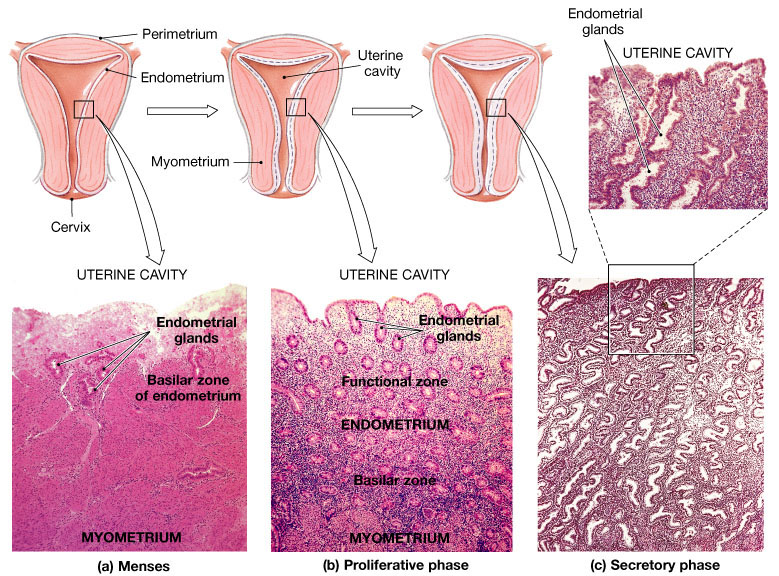 Perimetrium
Endometrium
Uterine
cavity
Myometrium
Cervix
Endometrial
glands
UTERINE CAVITY
UTERINE CAVITY
Endometrial
glands
Basilar zone
of endometrium
MYOMETRIUM
(a) Menses
UTERINE CAVITY
Endometrial
glands
Functional zone
ENDOMETRIUM
Basilar zone
MYOMETRIUM
(b) Proliferative phase
(c) Secretory phase